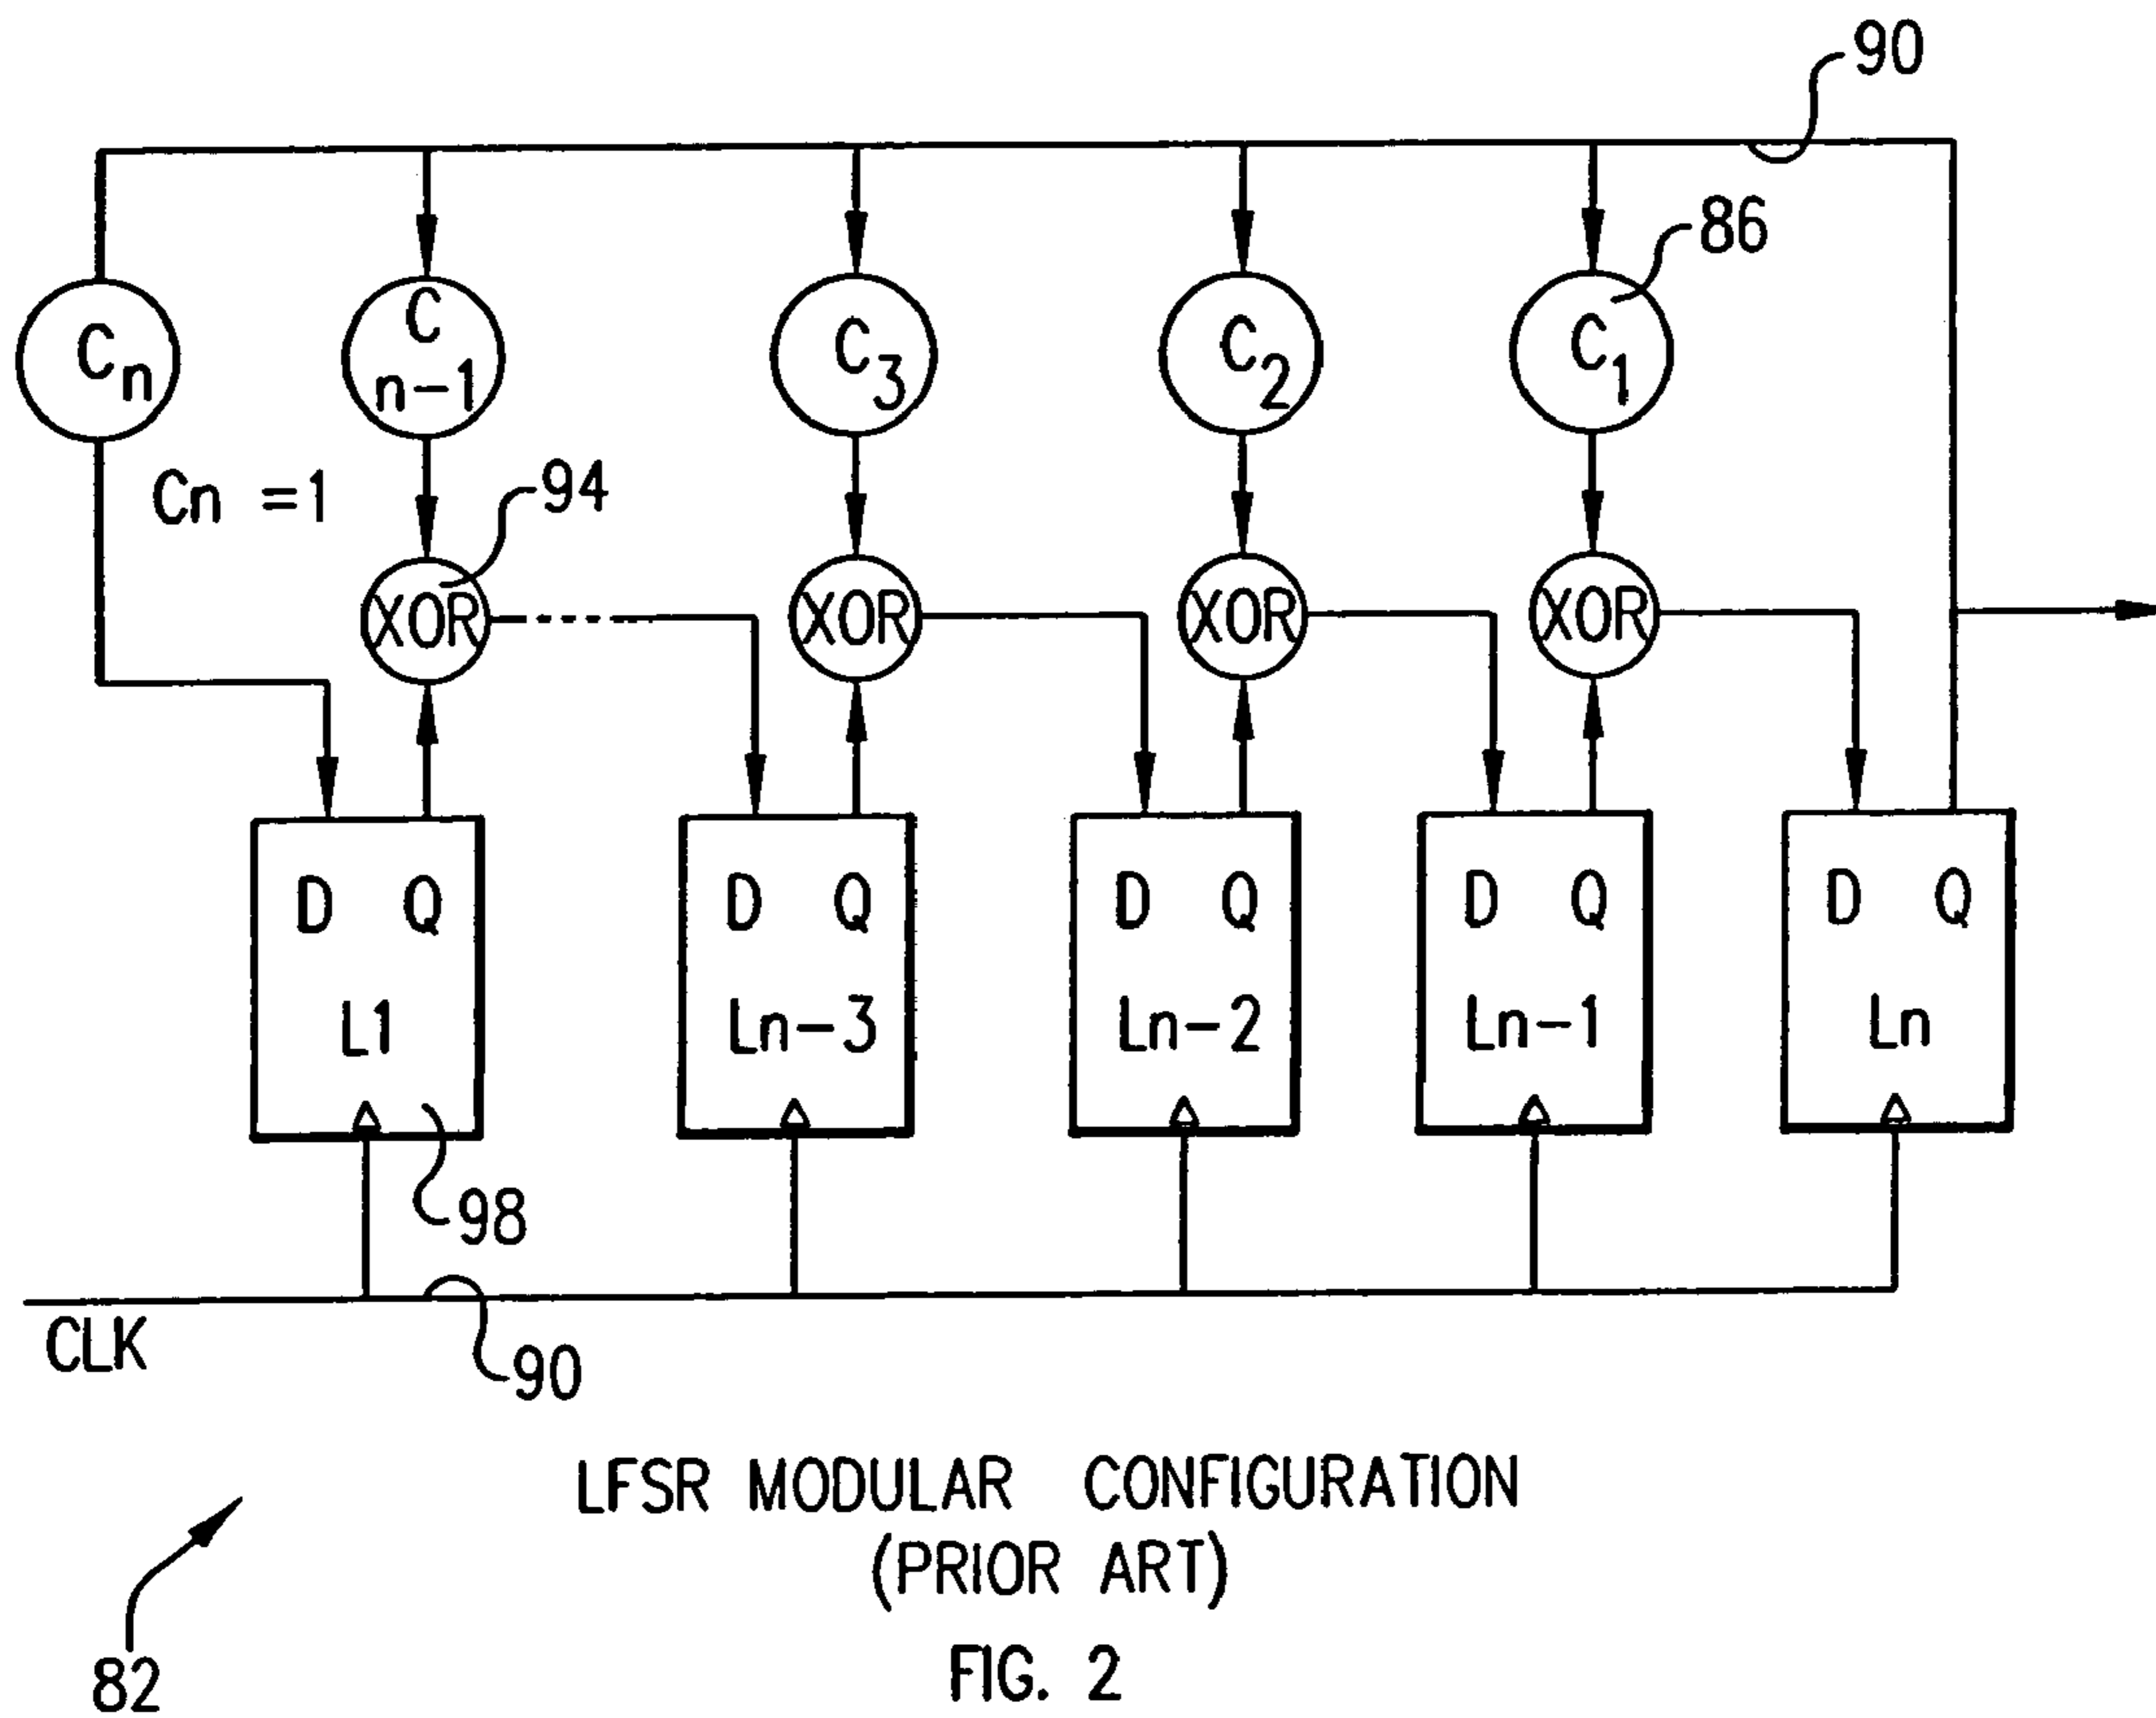 90
86
Cn
C
n-1
C3
C2
C1
Cn =1
94
XOR
XOR
XOR
XOR
D Q
L1
D Q
Ln-3
D Q
Ln-2
D Q
Ln-1
D Q
Ln
98
CLK
90
LFSR MODULAR CONFIGURATION
(PRIOR ART)
FIG. 2
82